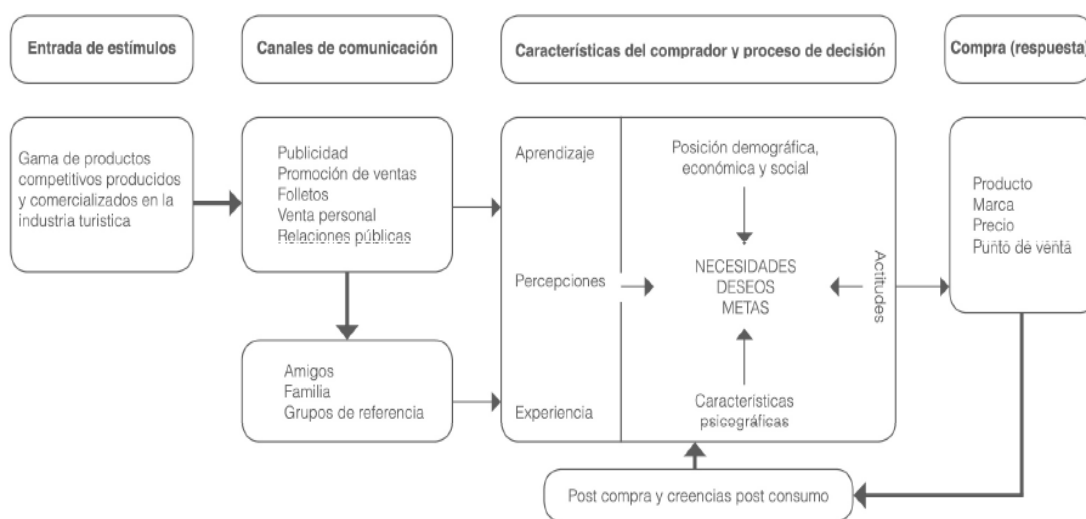 Entrada de estímulos
Canales de comunicación
Características del comprador y proceso de decisión
Compra (respuesta)
Gama de productos
competitivos producidos
y comercializados en la
industria turistica
Publicidad
Promoción de ventas
Folletos
Venta personal
Relaciones públicas
Amigos
Familia
Grupos de referencia
Aprendizaje
Percepciones
Experiencia
Posición demográfica,
económica y social
NECESIDADES
DESEOS
METAS
Características
psicográficas
Actitudes
Producto
Marca
Precio
Punto de venta
Post compra y creencias post consumo